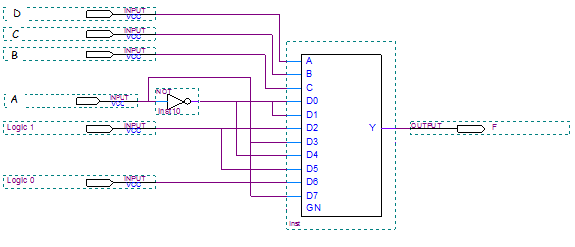 D INPUT VCC
C INPUT VCC
B INPUT VCC
A INPUT VCC NOT inst10
Logic 1 INPUT VCC
Logic 0 INPUT VCC
A
B
C
D0
D1
D2
D3
D4
D5
D6
D7
GN
Y
inst
OUTPUT F